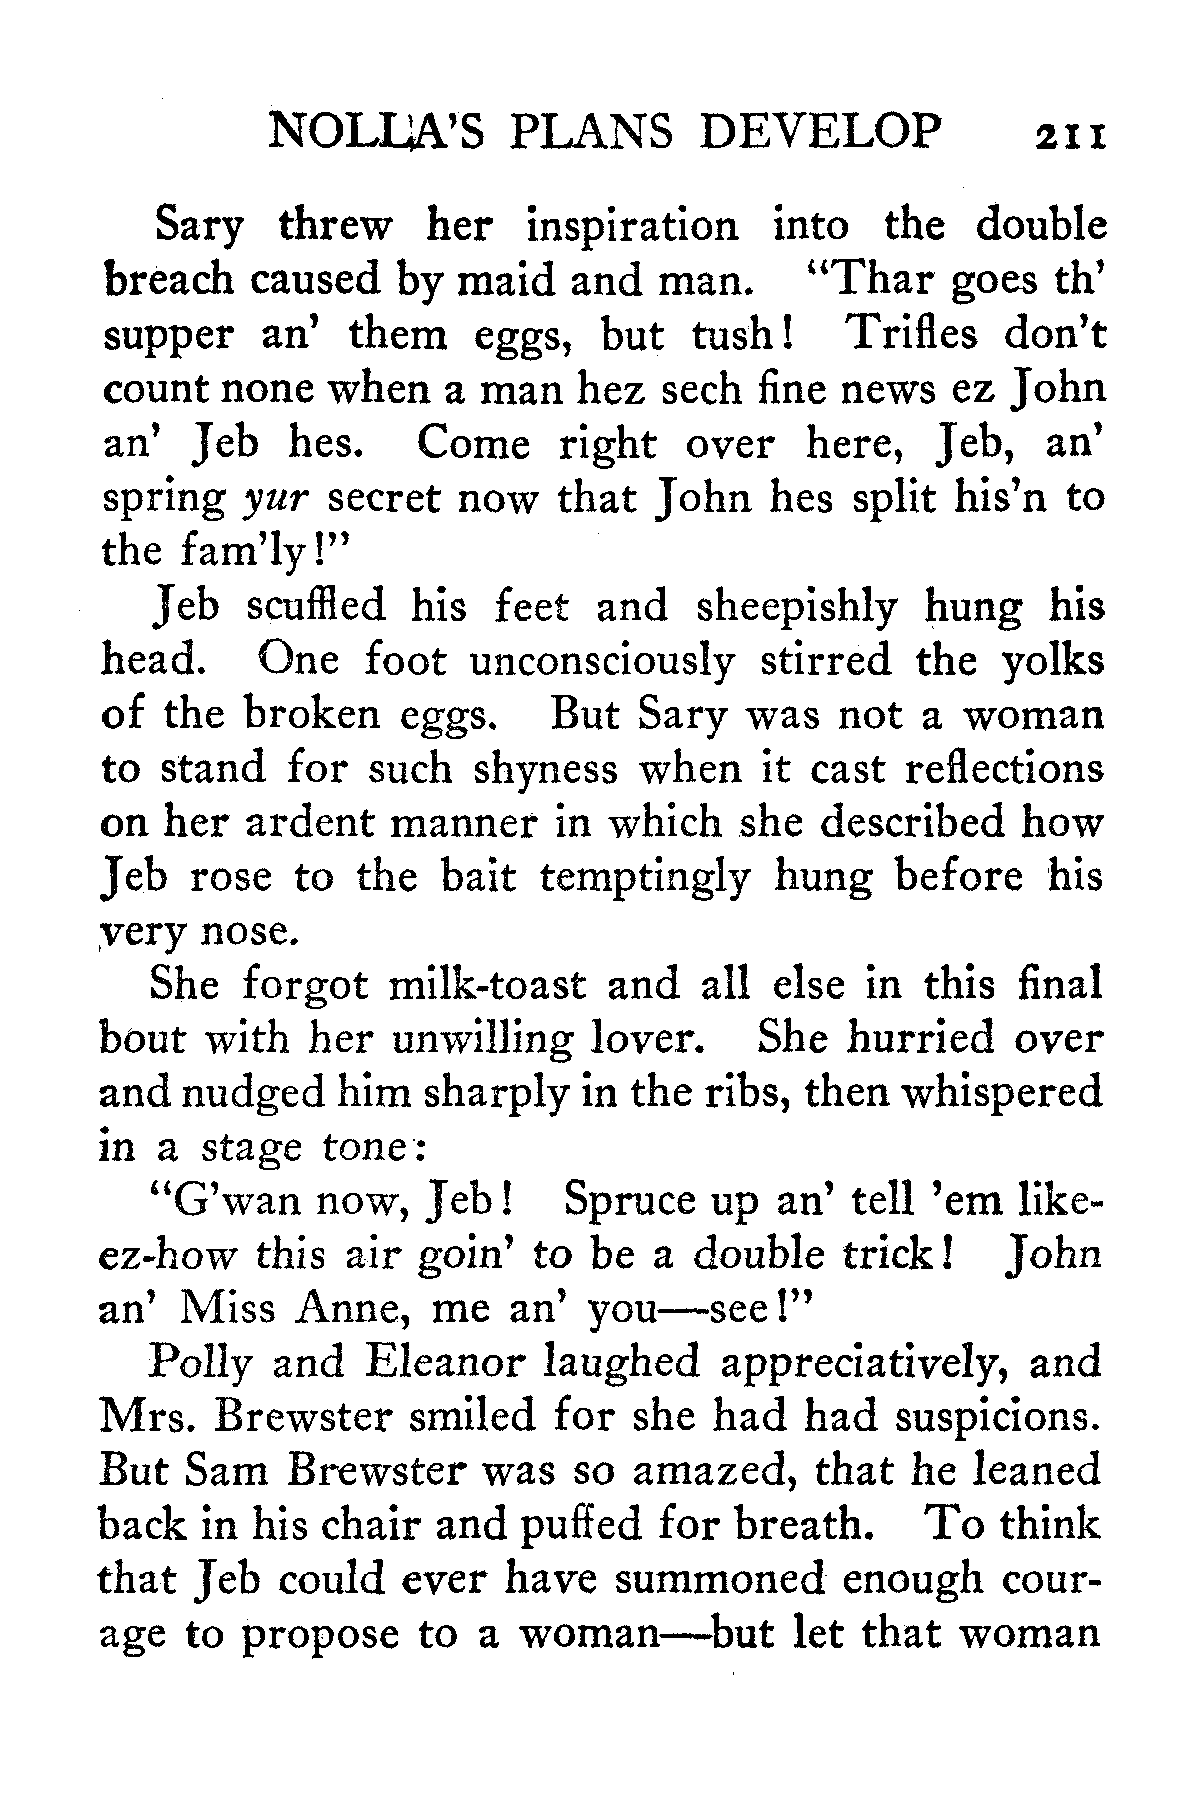 NOLLA'S PLANS DEVELOP 211
Sary threw her inspiration into the double
breach caused by maid and man. "Thar goes th'
supper an' them eggs, but tush! Trifles don't
count none when a man hez sech fine news ez John
an' Jeb hes. Come right over here, Jeb, an'
spring yur secret now that John hes split his'n to
the fam'ly!"
Jeb scuffled his feet and sheepishly hung his
head. One foot unconsciously stirred the yolks
of the broken eggs. But Sary was not a woman
to stand for such shyness when it cast reflections
on her ardent manner in which she described how
Jeb rose to the bait temptingly hung before his
very nose.
She forgot milk-toast and all else in this final
bout with her unwilling lover. She hurried over
and nudged him sharply in the ribs, then whispered
in a stage tone:
"G'wan now, Jeb! Spruce up an' tell 'em like-
ez-how this air goin' to be a double trick! John
an' Miss Anne, me an' you—see!"
Polly and Eleanor laughed appreciatively, and
Mrs. Brewster smiled for she had had suspicions.
But Sam Brewster was so amazed, that he leaned
back in his chair and puffed for breath. To think
that Jeb could ever have summoned enough cour-
age to propose to a woman—but let that woman